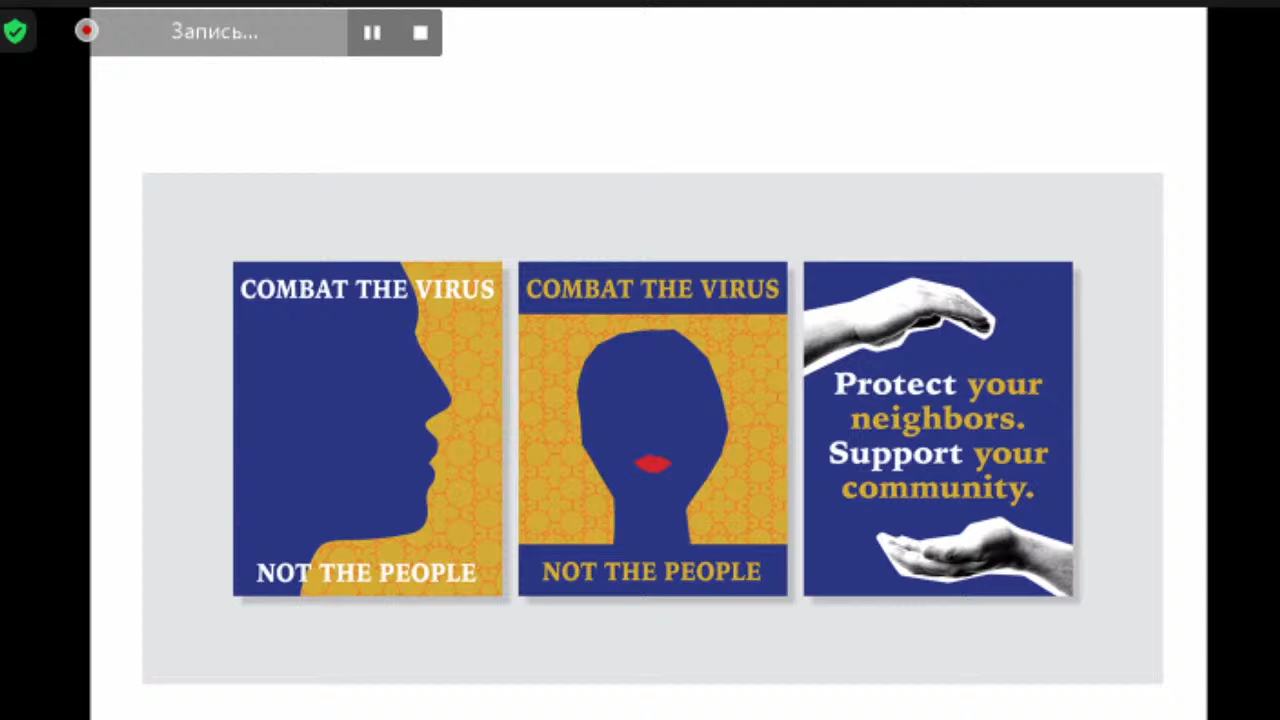 Запись...
COMBAT THE VIRUS
NOT THE PEOPLE
COMBAT THE VIRUS
NOT THE PEOPLE
Protect your
neighbors.
Support your
community.